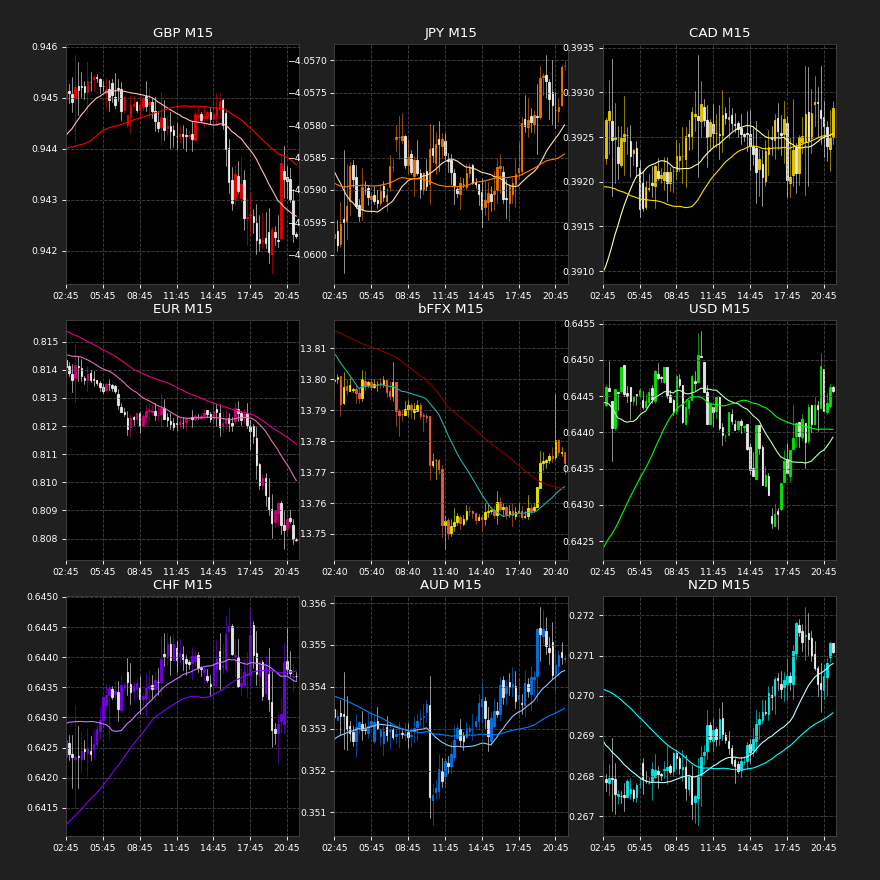 GBP M15 JPY M15 CAD M15
0.946 0.945 0.944 0.943 0.942
−4.0570 −4.0575 −4.0580 −4.0585 −4.0590 −4.0595 −4.0600
0.3935 0.3930 0.3925 0.3920 0.3915 0.3910
02:45 05:45 08:45 11:45 14:45 17:45 20:45 02:45 05:45 08:45 11:45 14:45 17:45 20:45 02:45 05:45 08:45 11:45 14:45 17:45 20:45
EUR M15 bFFX M15 USD M15
0.815 0.814 0.813 0.812 0.811 0.810 0.809 0.808
13.81 13.80 13.79 13.78 13.77 13.76 13.75
0.6455 0.6450 0.6445 0.6440 0.6435 0.6430 0.6425
02:45 05:45 08:45 11:45 14:45 17:45 20:45 02:40 05:40 08:40 11:40 14:40 17:40 20:40 02:45 05:45 08:45 11:45 14:45 17:45 20:45
CHF M15 AUD M15 NZD M15
0.6450 0.6445 0.6440 0.6435 0.6430 0.6425 0.6420 0.6415
0.356 0.355 0.354 0.353 0.352 0.351
0.272 0.271 0.270 0.269 0.268 0.267
02:45 05:45 08:45 11:45 14:45 17:45 20:45 02:45 05:45 08:45 11:45 14:45 17:45 20:45 02:45 05:45 08:45 11:45 14:45 17:45 20:45